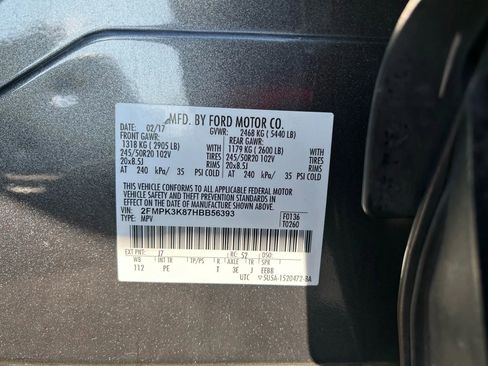 MFD. BY FORD MOTOR CO.
DATE: 02/17 GVWR: 2468 KG ( 5440 LB)
FRONT GAWR: REAR GAWR:
1318 KG ( 2905 LB) WITH 1179 KG ( 2600 LB) WITH
245/50R20 102V TIRES 245/50R20 102V TIRES
20x8.5J RIMS 20x8.5J RIMS
AT 240 kPa/ 35 PSI COLD AT 240 kPa/ 35 PSI COLD
THIS VEHICLE CONFORMS TO ALL APPLICABLE FEDERAL MOTOR
VEHICLE SAFETY AND THEFT PREVENTION STANDARDS IN
EFFECT ON THE DATE OF MANUFACTURE SHOWN ABOVE.
VIN: 2FMPK3K87HBB56393 F0136
TYPE: MPV T0260
EXT PNT: J7 RC: 52 DSO:
WB INT TR TP/PS R AXLE TR SPR
112 PE T 3E J EEBB
UTC